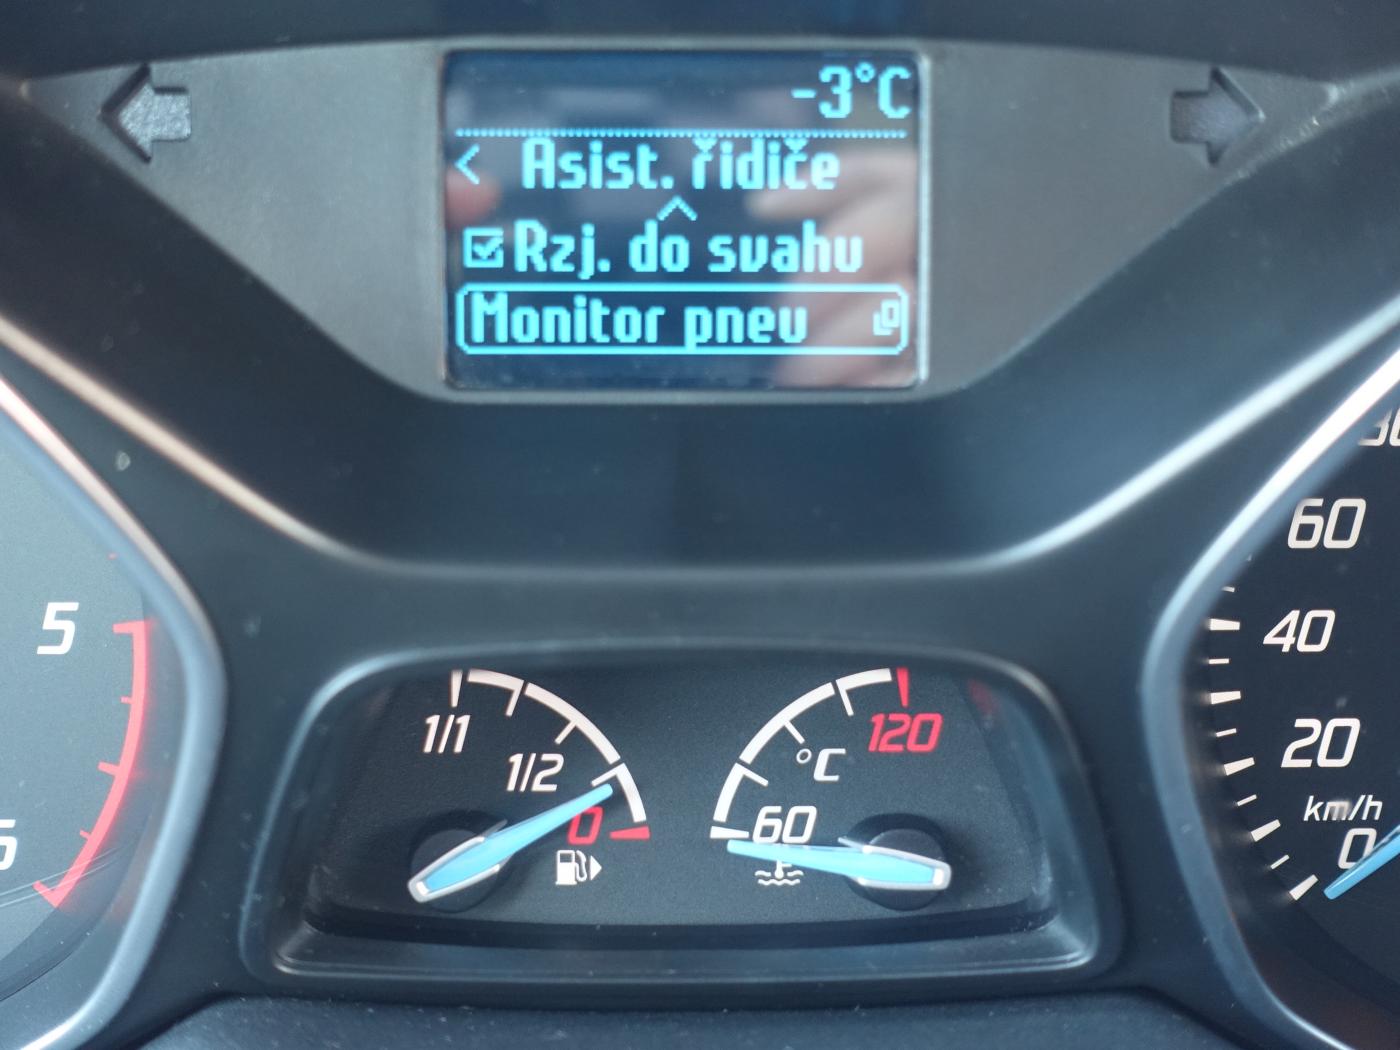 -3°C
< Asist. řidiče
Rzj. do svahu
Monitor pneu
5
1/1
1/2
0
°C
120
60
60
40
20
km/h
0